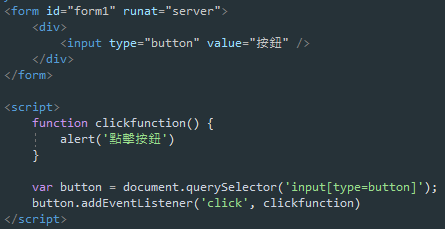 <form id="form1" runat="server">
<div>
<input type="button" value="按鈕" />
</div>
</form>
<script>
function clickfunction() {
alert('點擊按鈕')
}
var button = document.querySelector('input[type=button]');
button.addEventListener('click', clickfunction)
</script>